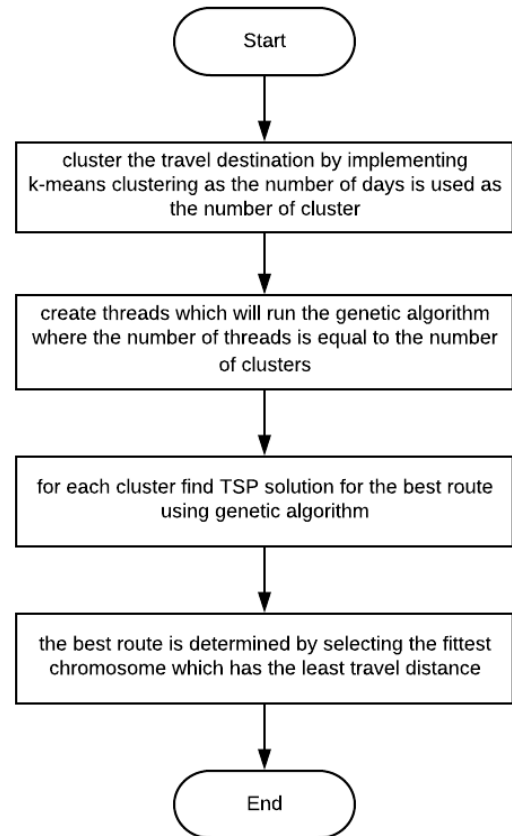 Start
cluster the travel destination by implementing
k-means clustering as the number of days is used as
the number of cluster
create threads which will run the genetic algorithm
where the number of threads is equal to the number
of clusters
for each cluster find TSP solution for the best route
using genetic algorithm
the best route is determined by selecting the fittest
chromosome which has the least travel distance
End